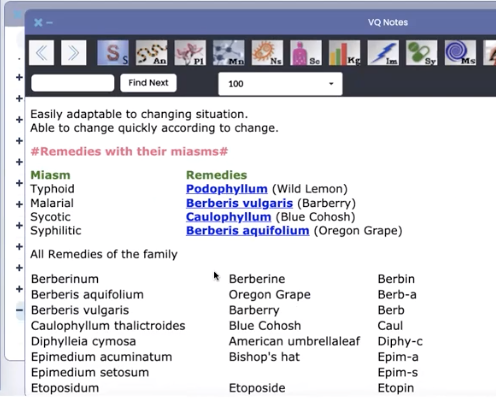 VQ Notes
S S An Pl Mn Ns Sc Kg Im Sy Ms
Find Next 100
Easily adaptable to changing situation.
Able to change quickly according to change.
#Remedies with their miasms#
Miasm Remedies
Typhoid Podophyllum (Wild Lemon)
Malarial Berberis vulgaris (Barberry)
Sycotic Caulophyllum (Blue Cohosh)
Syphilitic Berberis aquifolium (Oregon Grape)
All Remedies of the family
Berberinum Berberine Berbin
Berberis aquifolium Oregon Grape Berb-a
Berberis vulgaris Barberry Berb
Caulophyllum thalictroides Blue Cohosh Caul
Diphylleia cymosa American umbrellaleaf Diphy-c
Epimedium acuminatum Bishop's hat Epim-a
Epimedium setosum Epim-s
Etoposidum Etoposide Etopin